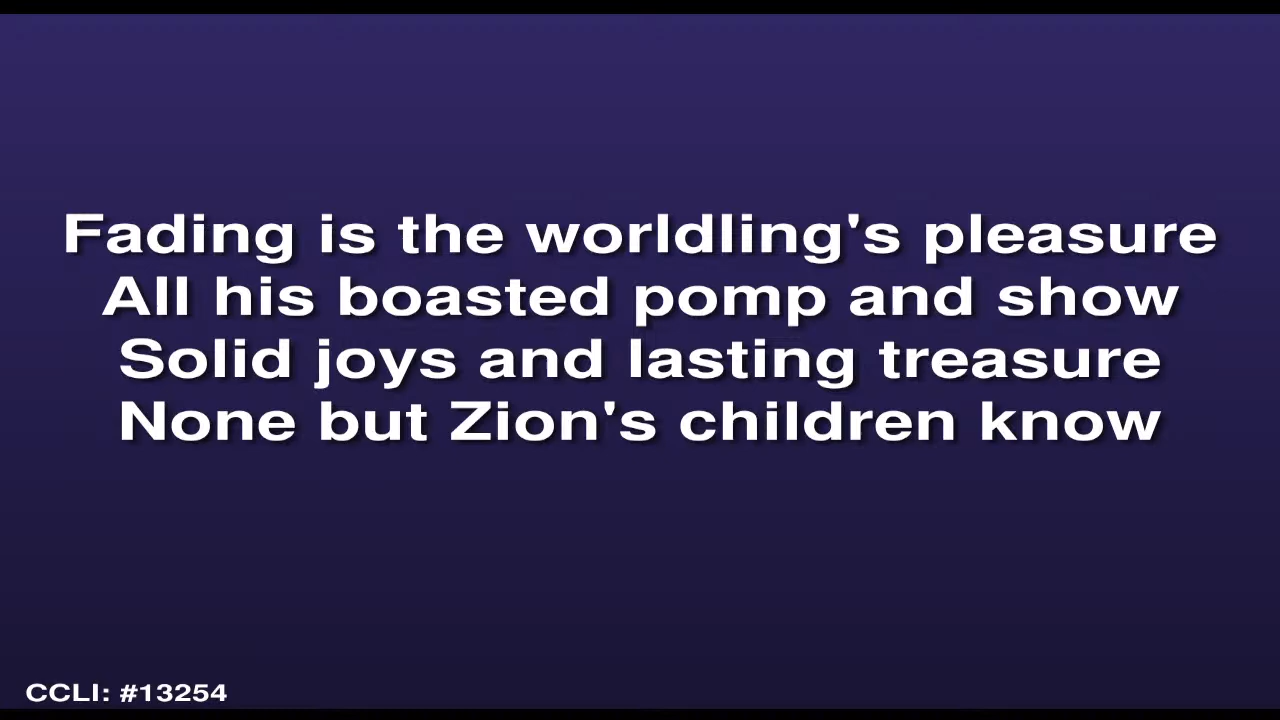 Fading is the worldling's pleasure
All his boasted pomp and show
Solid joys and lasting treasure
None but Zion's children know
CCLI: #13254